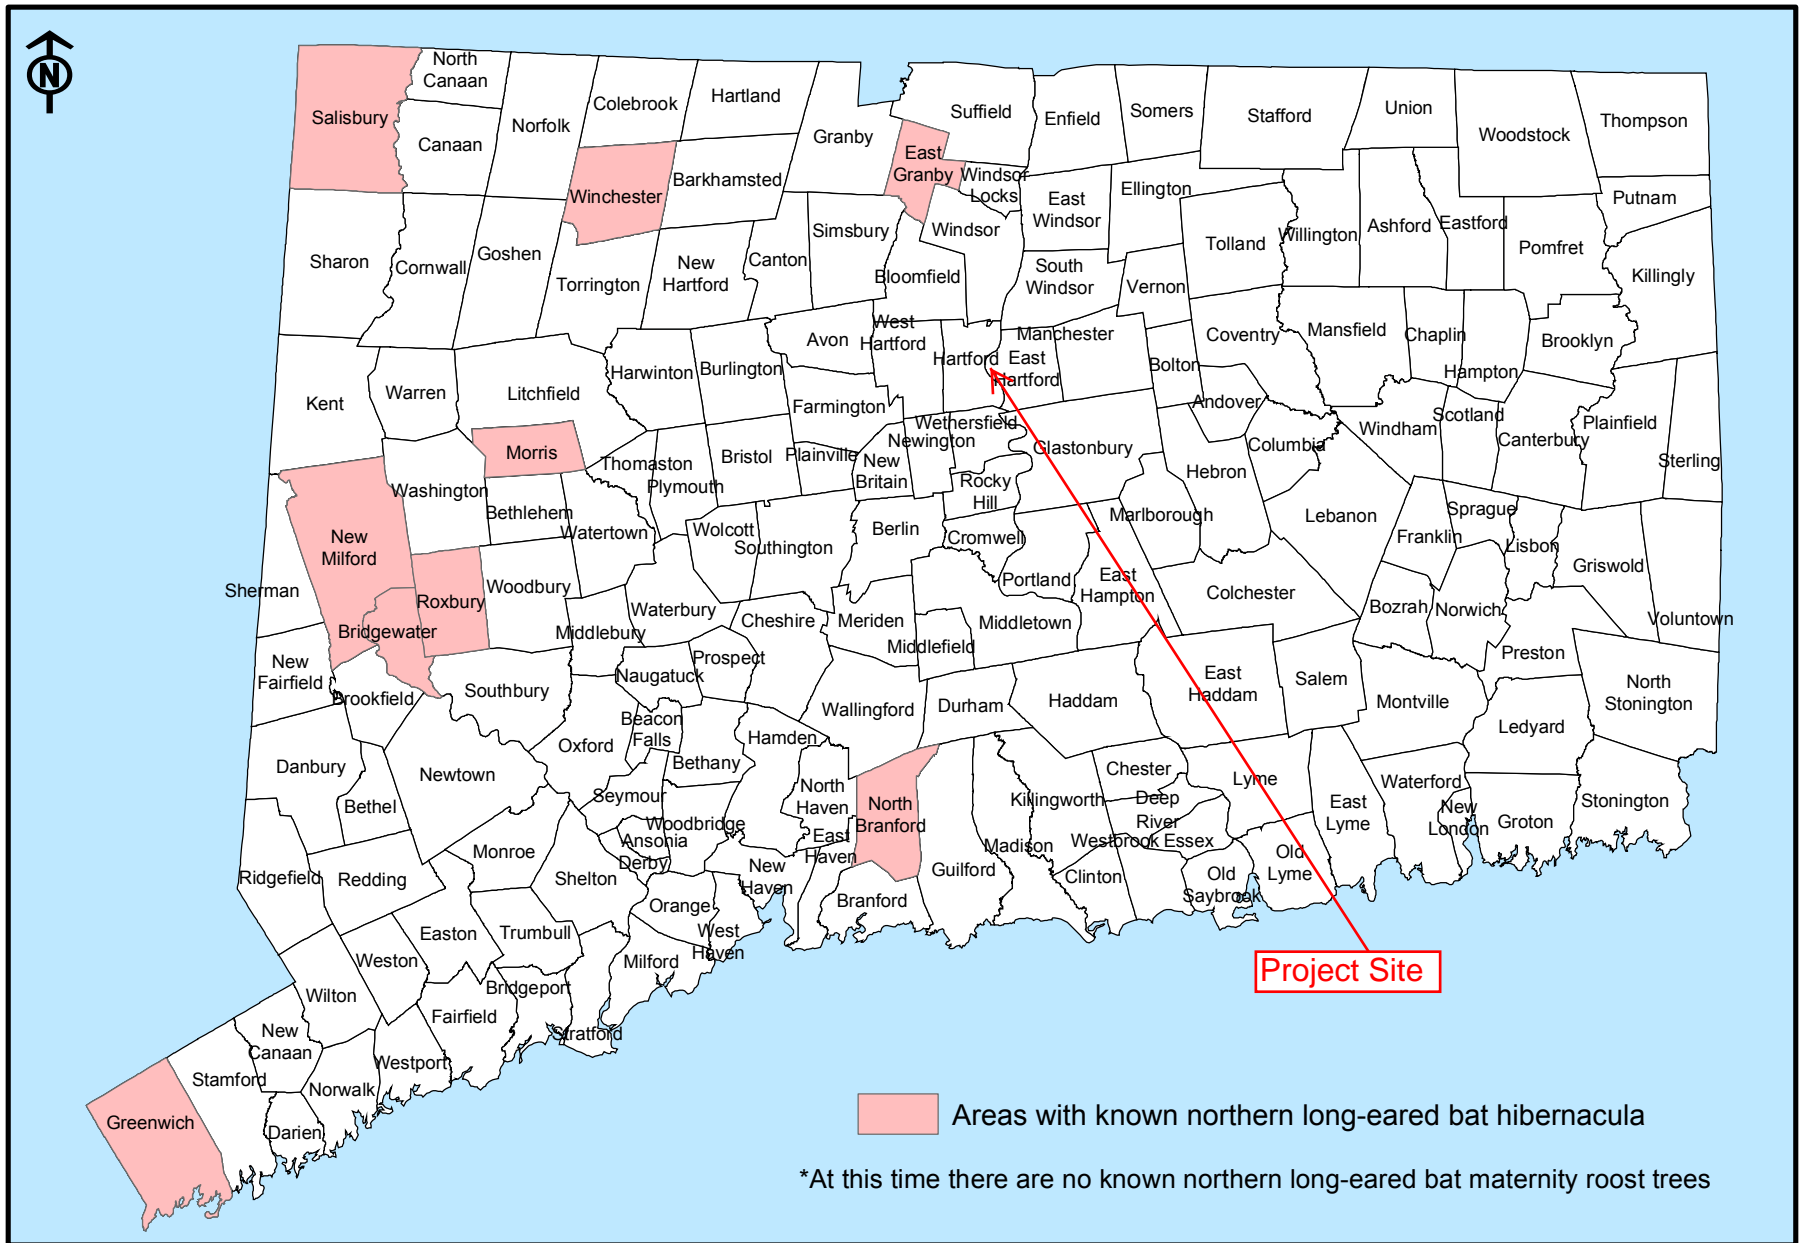 N
North
Canaan
Salisbury
Canaan
Norfolk
Colebrook
Hartland
Granby
Suffield
Enfield
Somers
Stafford
Union
Woodstock
Thompson
East
Granby
Windsor
Locks
Winchester
Barkhamsted
East
Windsor
Ellington
Putnam
Sharon
Cornwall
Goshen
Torrington
New
Hartford
Canton
Simsbury
Windsor
Bloomfield
South
Windsor
Vernon
Tolland
Willington
Ashford
Eastford
Pomfret
Killingly
Kent
Warren
Litchfield
Harwinton
Burlington
Avon
West
Hartford
Hartford
Manchester
East
Hartford
Bolton
Coventry
Mansfield
Chaplin
Hampton
Brooklyn
Farmington
Andover
Morris
Thomaston
Plymouth
Bristol
Plainville
New
Britain
Newington
Wethersfield
Glastonbury
Rocky
Hill
Hebron
Columbia
Windham
Scotland
Canterbury
Plainfield
Sterling
Washington
Bethlehem
Watertown
Wolcott
Southington
Berlin
Cromwell
Marlborough
Lebanon
Franklin
Sprague
Lisbon
Griswold
Voluntown
New
Milford
Sherman
Bridgewater
Roxbury
Woodbury
Middlebury
Waterbury
Cheshire
Meriden
Middlefield
Middletown
Portland
East
Hampton
Colchester
Bozrah
Norwich
Preston
New
Fairfield
Brookfield
Southbury
Naugatuck
Prospect
Wallingford
Durham
Haddam
East
Haddam
Salem
Montville
Ledyard
North
Stonington
Danbury
Bethel
Newtown
Oxford
Beacon
Falls
Bethany
Hamden
North
Haven
North
Branford
Killingworth
Chester
Deep
River
Lyme
East
Lyme
Waterford
New
London
Groton
Stonington
Seymour
Ansonia
Derby
Woodbridge
East
Haven
Guilford
Madison
Westbrook
Essex
Clinton
Old
Saybrook
Old
Lyme
Ridgefield
Redding
Monroe
Shelton
New
Haven
Branford
Orange
West
Haven
Milford
Easton
Trumbull
Weston
Wilton
Bridgeport
Stratford
Fairfield
New
Canaan
Westport
Norwalk
Stamford
Darien
Greenwich
Project Site
Areas with known northern long-eared bat hibernacula
*At this time there are no known northern long-eared bat maternity roost trees